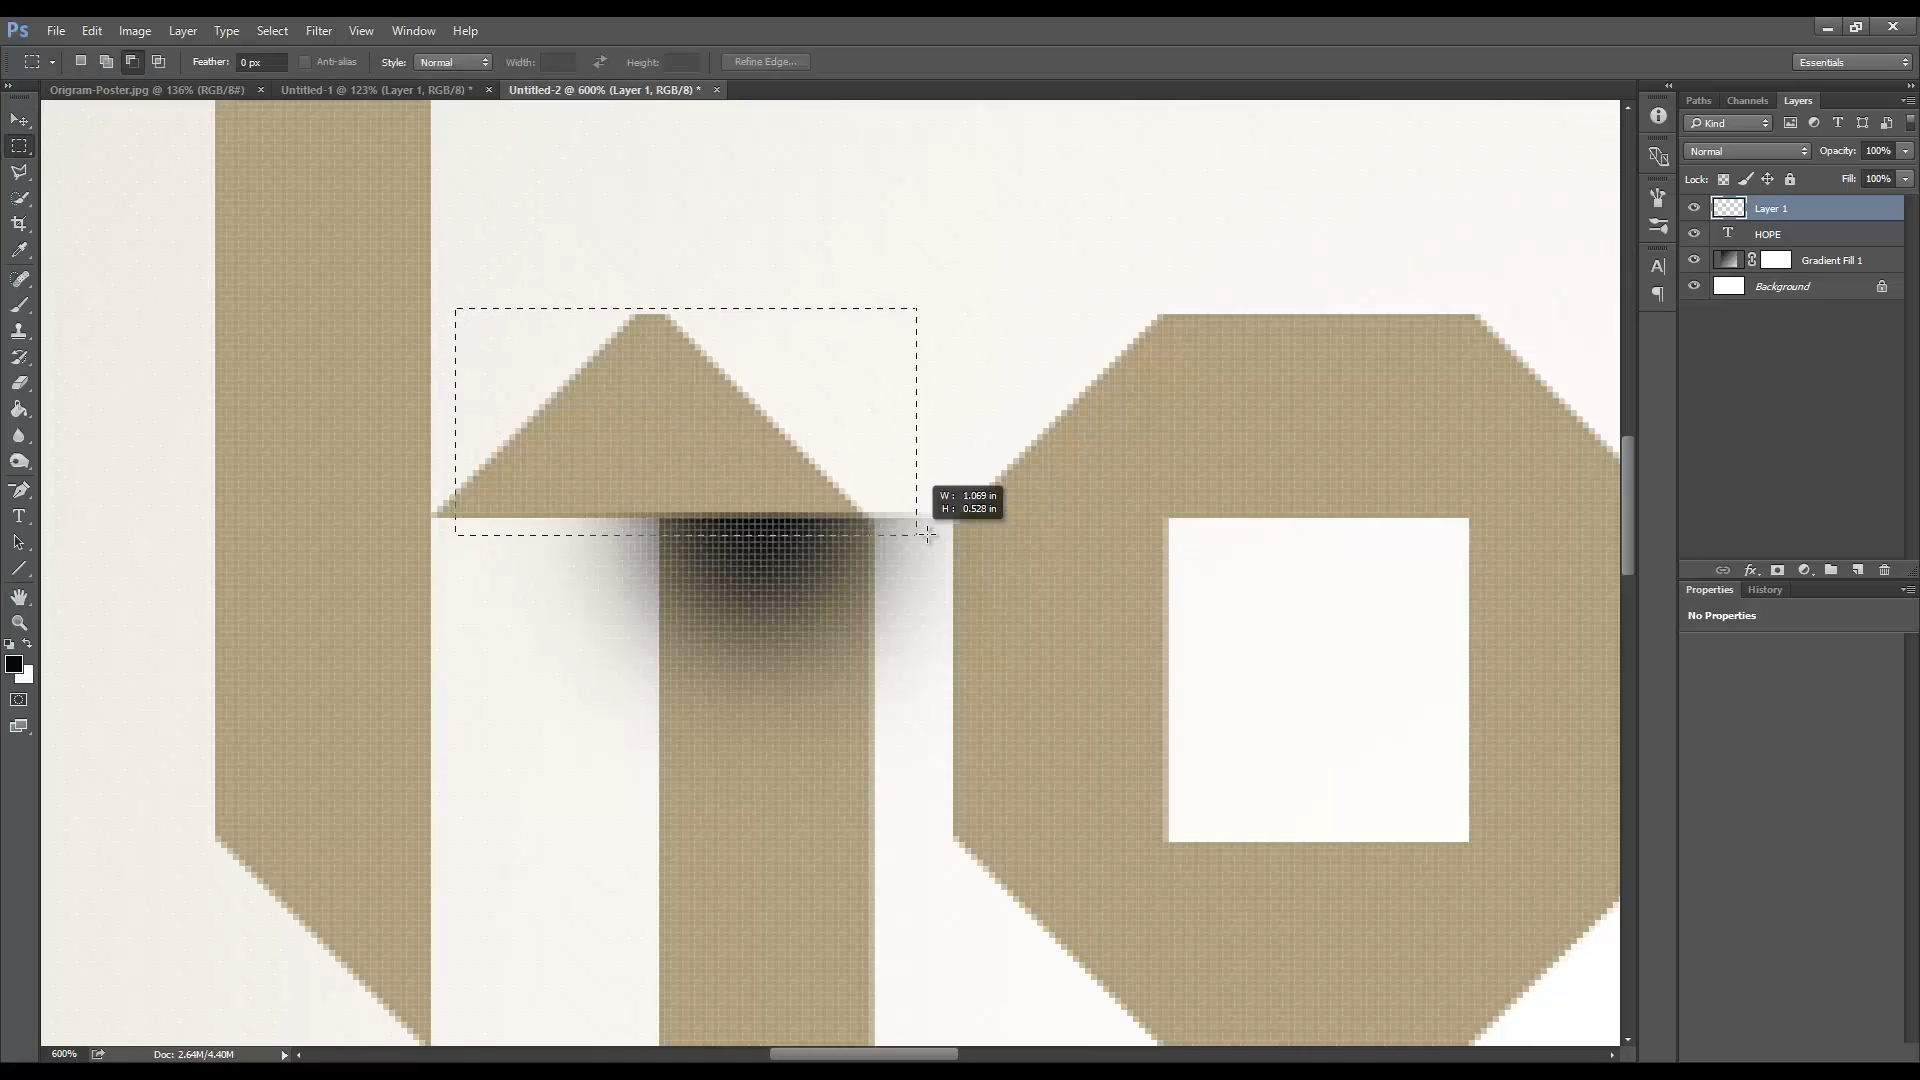 Ps File Edit Image Layer Type Select Filter View Window Help
Feather: 0 px Anti-alias Style: Normal Width: Height: Refine Edge... Essentials
Origram-Poster.jpg @ 136% (RGB/8#) × Untitled-1 @ 123% (Layer 1, RGB/8) * × Untitled-2 @ 600% (Layer 1, RGB/8) * ×
Paths Channels Layers
Kind
Normal Opacity: 100%
Lock: Fill: 100%
Layer 1
T HOPE
Gradient Fill 1
Background
W: 1.069 in
H: 0.528 in
fx
Properties History
No Properties
600% Doc: 2.64M/4.40M